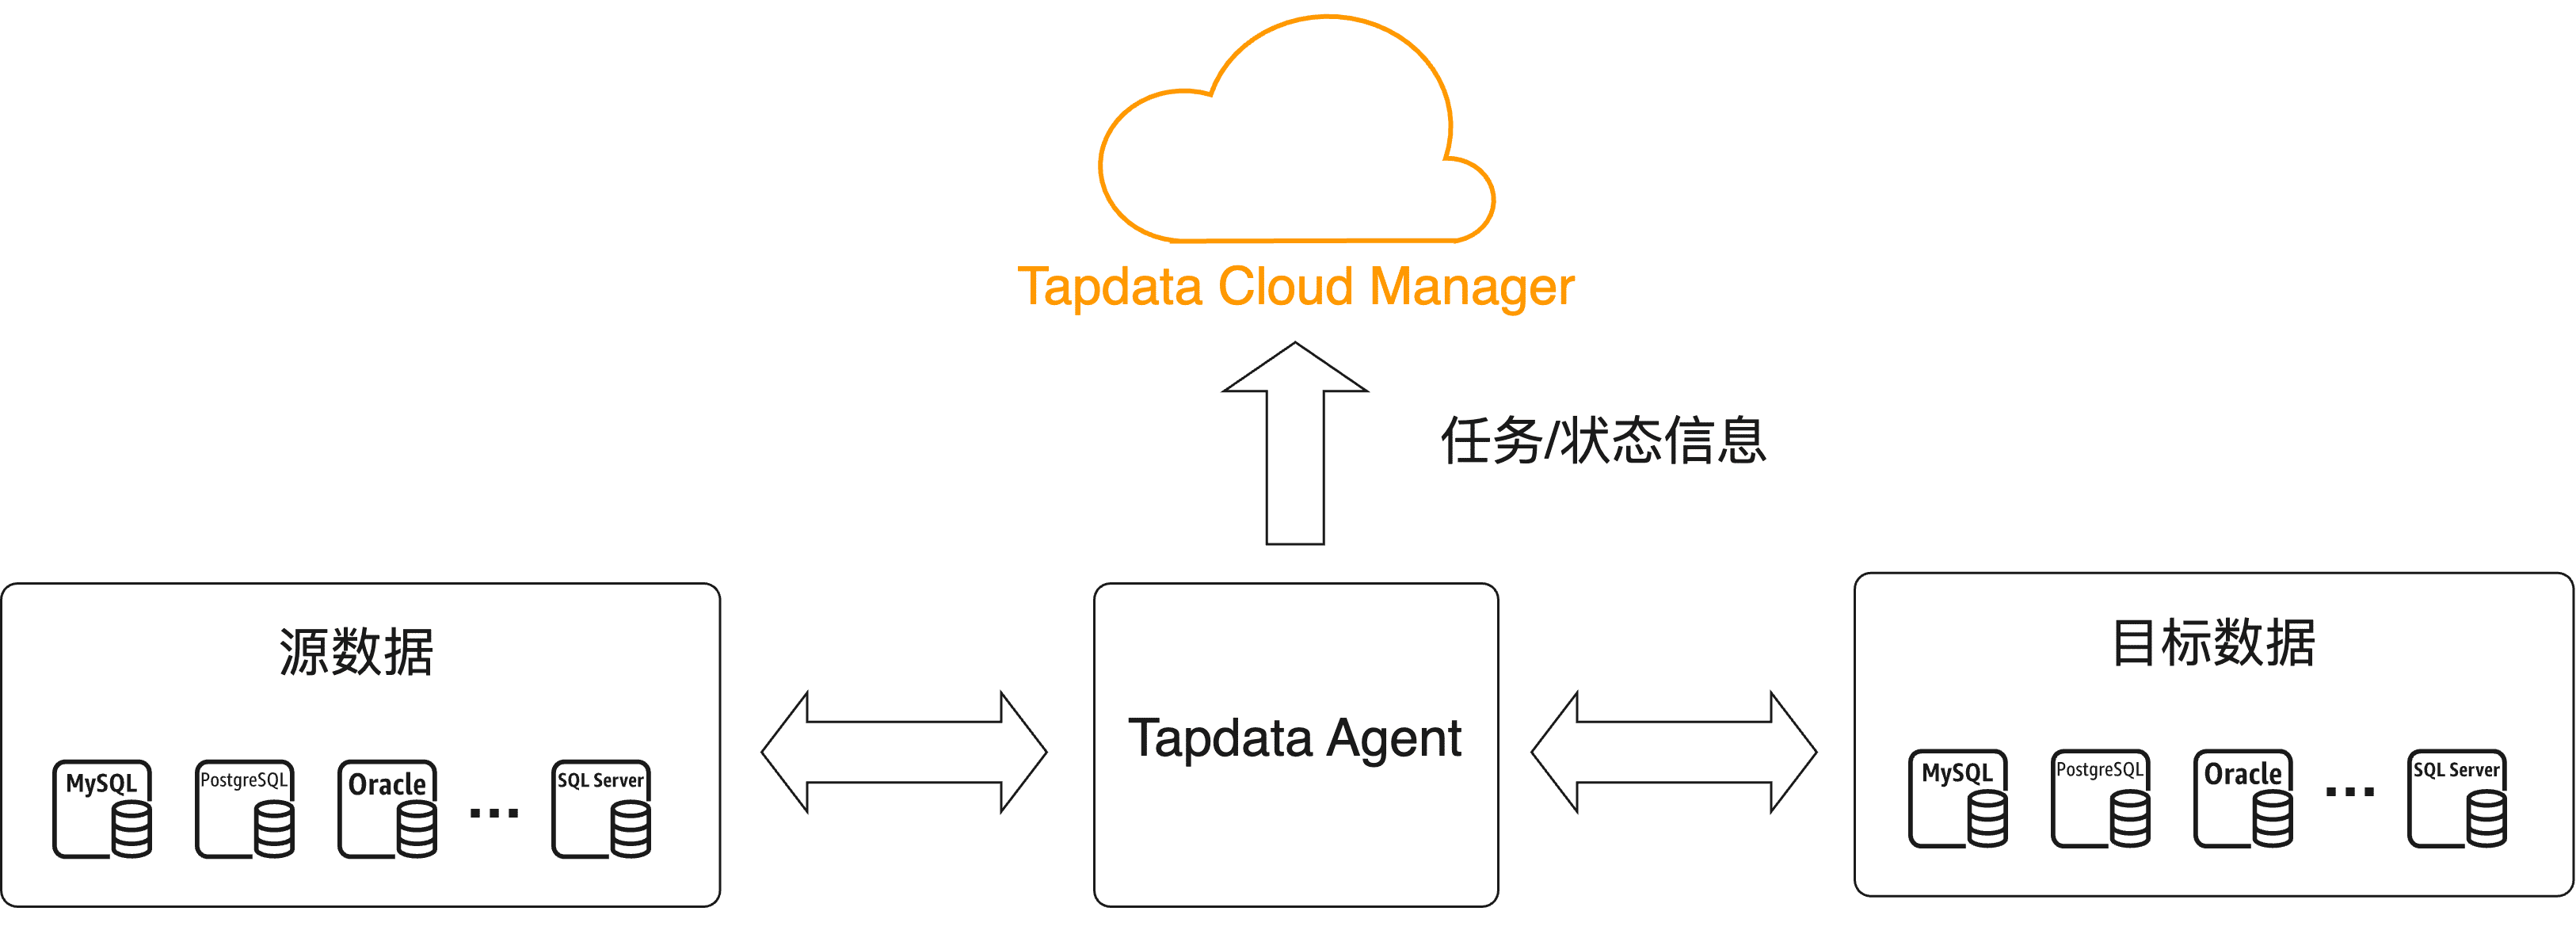 Tapdata Cloud Manager
任务/状态信息
源数据
MySQL
PostgreSQL
Oracle
...
SQL Server
Tapdata Agent
目标数据
MySQL
PostgreSQL
Oracle
...
SQL Server